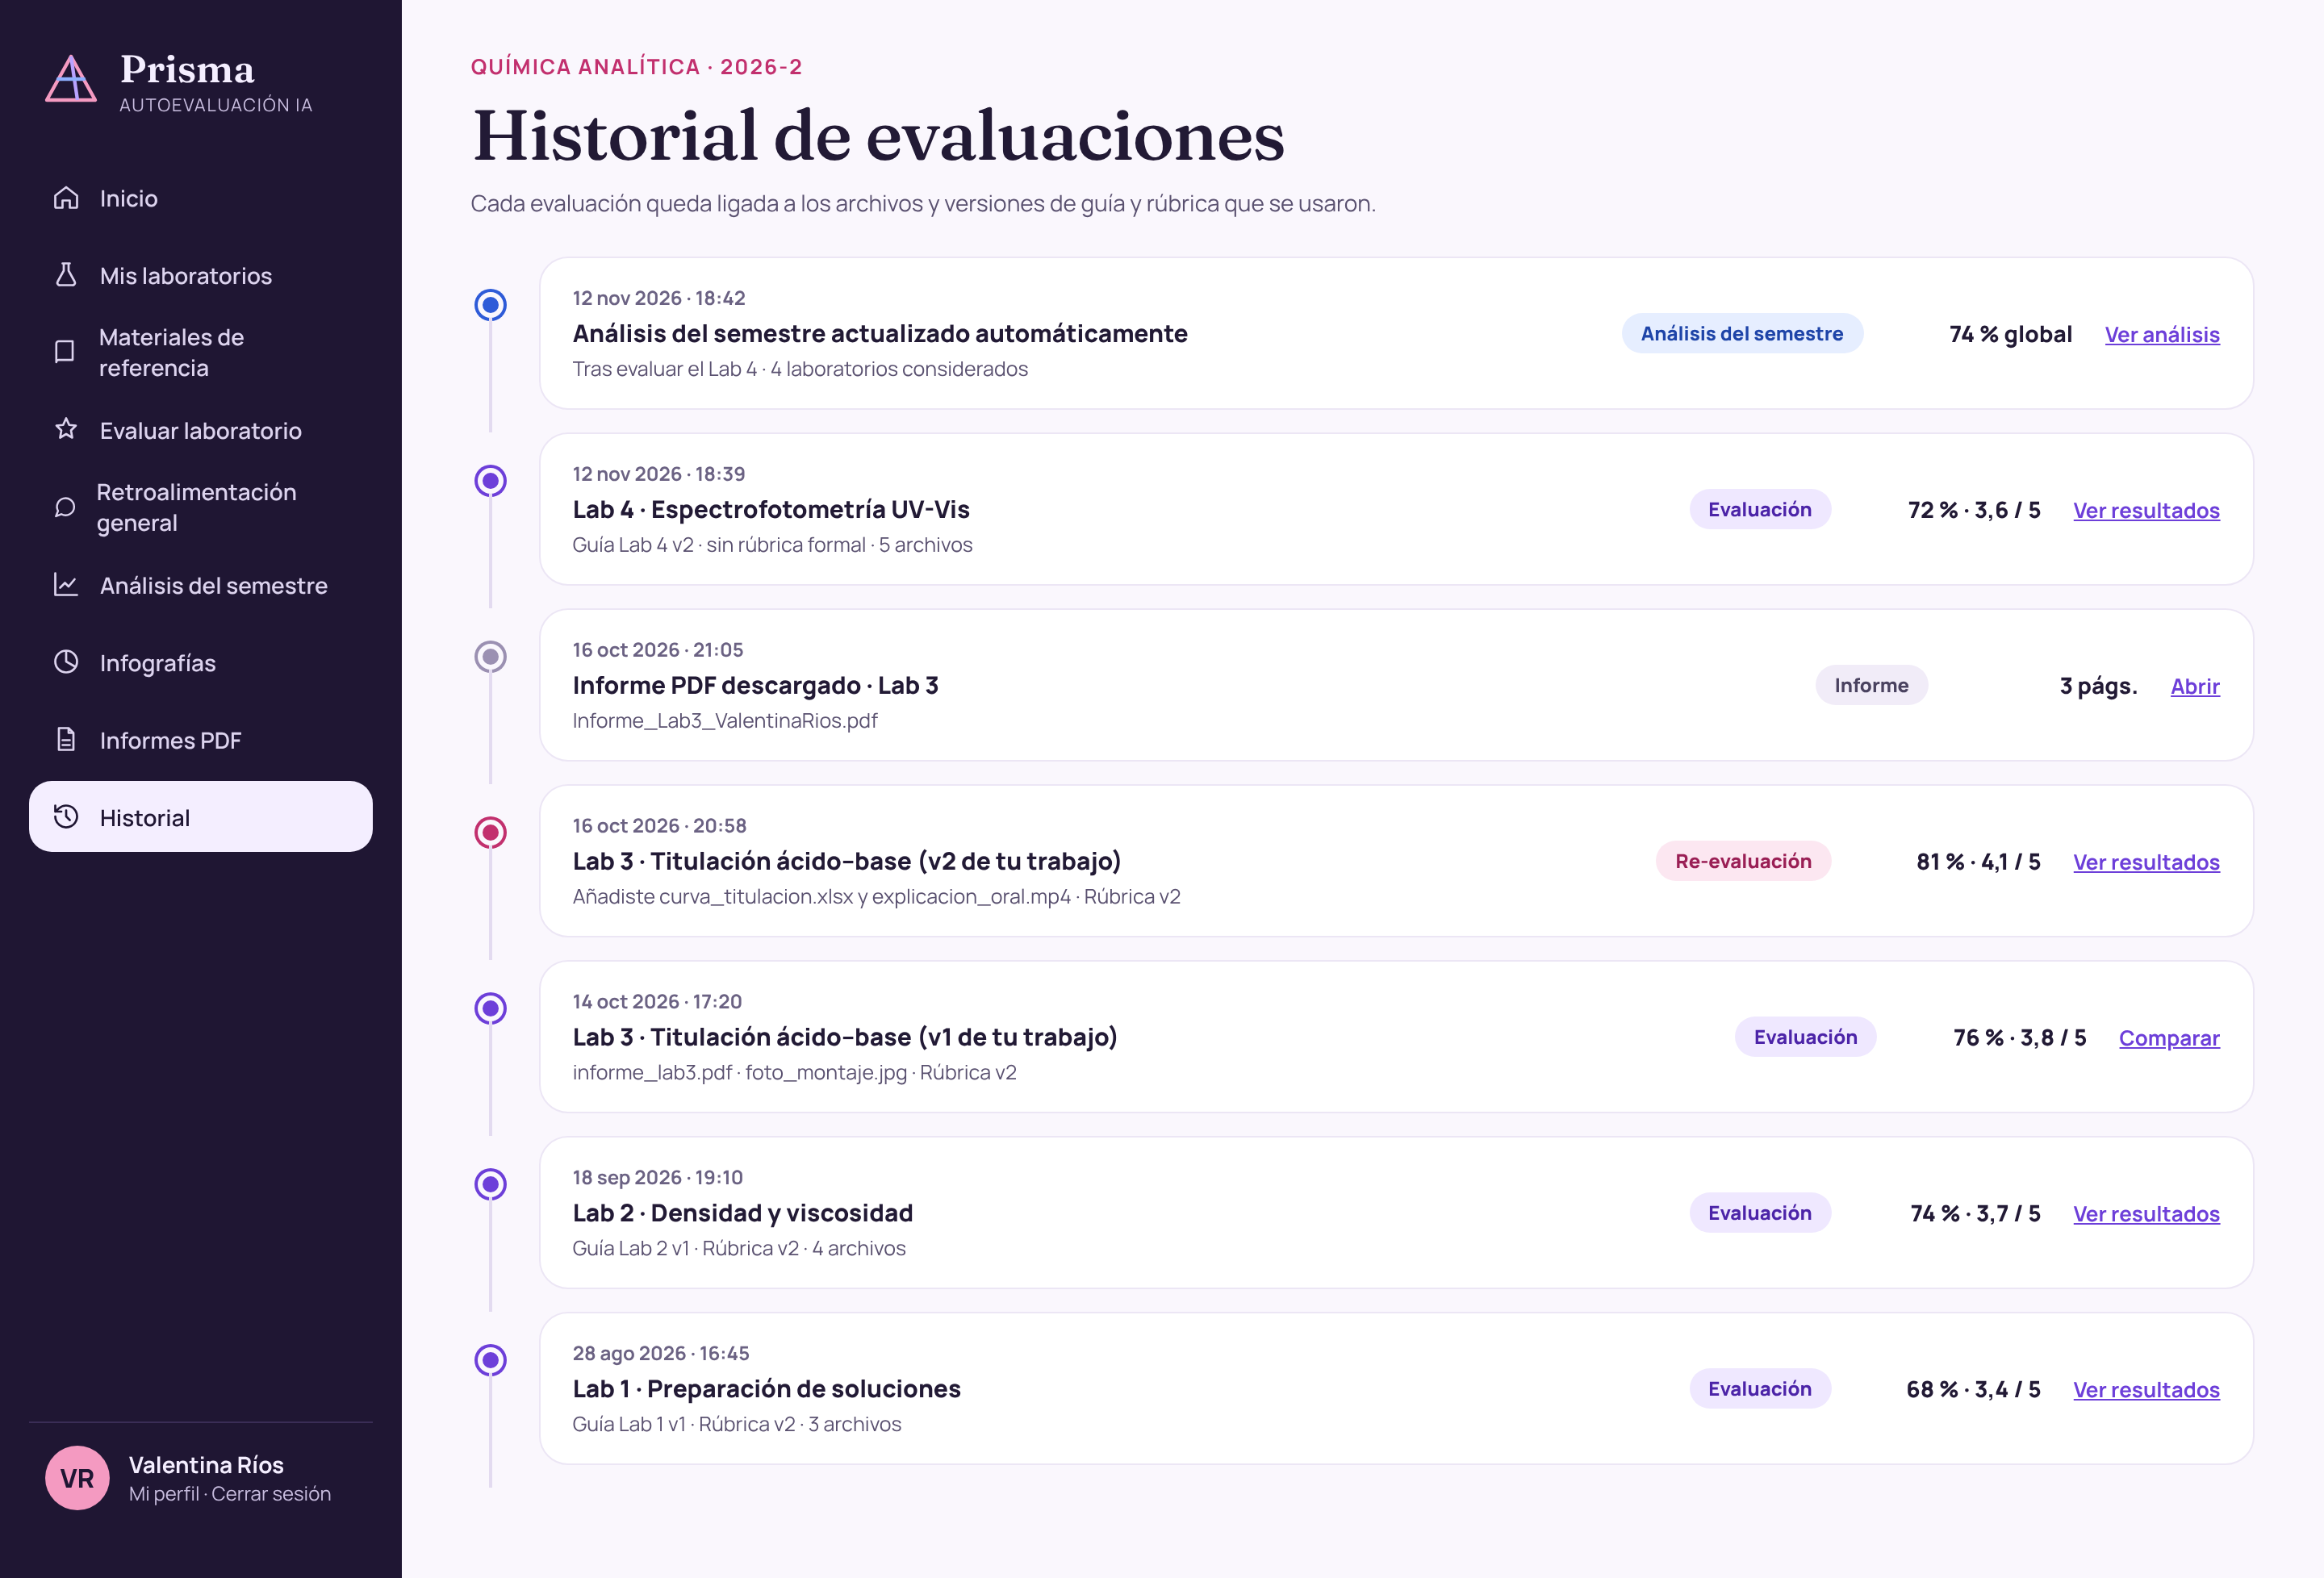 Prisma
AUTOEVALUACIÓN IA
Inicio
Mis laboratorios
Materiales de
referencia
Evaluar laboratorio
Retroalimentación
general
Análisis del semestre
Infografías
Informes PDF
Historial
VR
Valentina Ríos
Mi perfil · Cerrar sesión
QUÍMICA ANALÍTICA · 2026-2
Historial de evaluaciones
Cada evaluación queda ligada a los archivos y versiones de guía y rúbrica que se usaron.
12 nov 2026 · 18:42
Análisis del semestre actualizado automáticamente
Tras evaluar el Lab 4 · 4 laboratorios considerados
Análisis del semestre
74 % global
Ver análisis
12 nov 2026 · 18:39
Lab 4 · Espectrofotometría UV-Vis
Guía Lab 4 v2 · sin rúbrica formal · 5 archivos
Evaluación
72 % · 3,6 / 5
Ver resultados
16 oct 2026 · 21:05
Informe PDF descargado · Lab 3
Informe_Lab3_ValentinaRios.pdf
Informe
3 págs.
Abrir
16 oct 2026 · 20:58
Lab 3 · Titulación ácido–base (v2 de tu trabajo)
Añadiste curva_titulacion.xlsx y explicacion_oral.mp4 · Rúbrica v2
Re-evaluación
81 % · 4,1 / 5
Ver resultados
14 oct 2026 · 17:20
Lab 3 · Titulación ácido–base (v1 de tu trabajo)
informe_lab3.pdf · foto_montaje.jpg · Rúbrica v2
Evaluación
76 % · 3,8 / 5
Comparar
18 sep 2026 · 19:10
Lab 2 · Densidad y viscosidad
Guía Lab 2 v1 · Rúbrica v2 · 4 archivos
Evaluación
74 % · 3,7 / 5
Ver resultados
28 ago 2026 · 16:45
Lab 1 · Preparación de soluciones
Guía Lab 1 v1 · Rúbrica v2 · 3 archivos
Evaluación
68 % · 3,4 / 5
Ver resultados